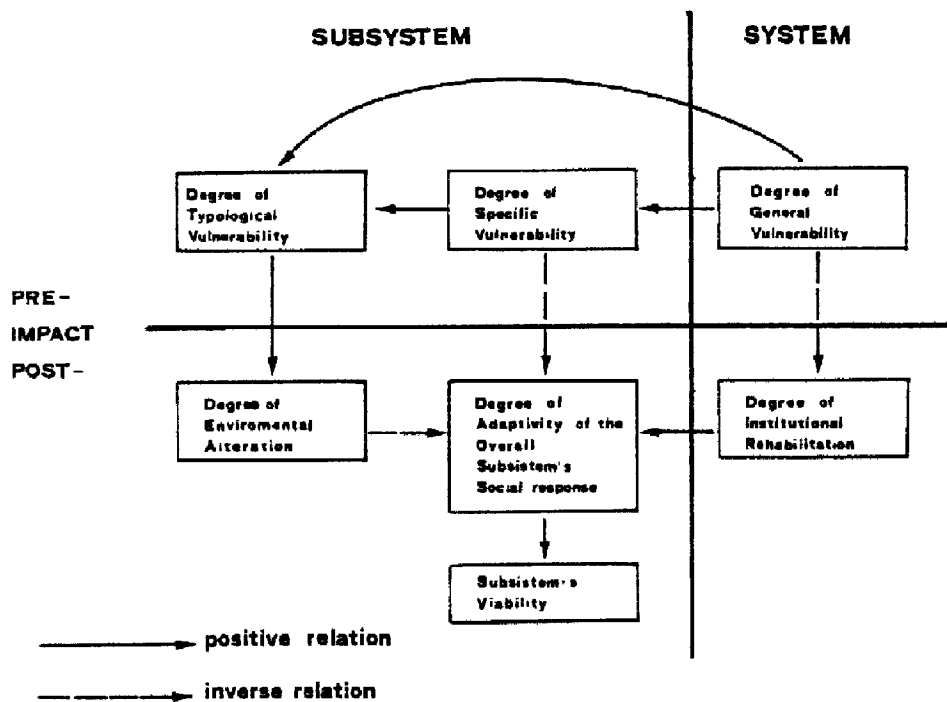 SUBSYSTEM
SYSTEM
Degree of
Typological
Vulnerability
Degree of
Specific
Vulnerability
Degree of
General
Vulnerability
PRE-
IMPACT
POST-
Degree of
Enviromental
Alteration
Degree of
Adaptivity of the
Overall
Subsistem's
Social response
Degree of
Institutional
Rehabilitation
Subsistem's
Viability
positive relation
inverse relation